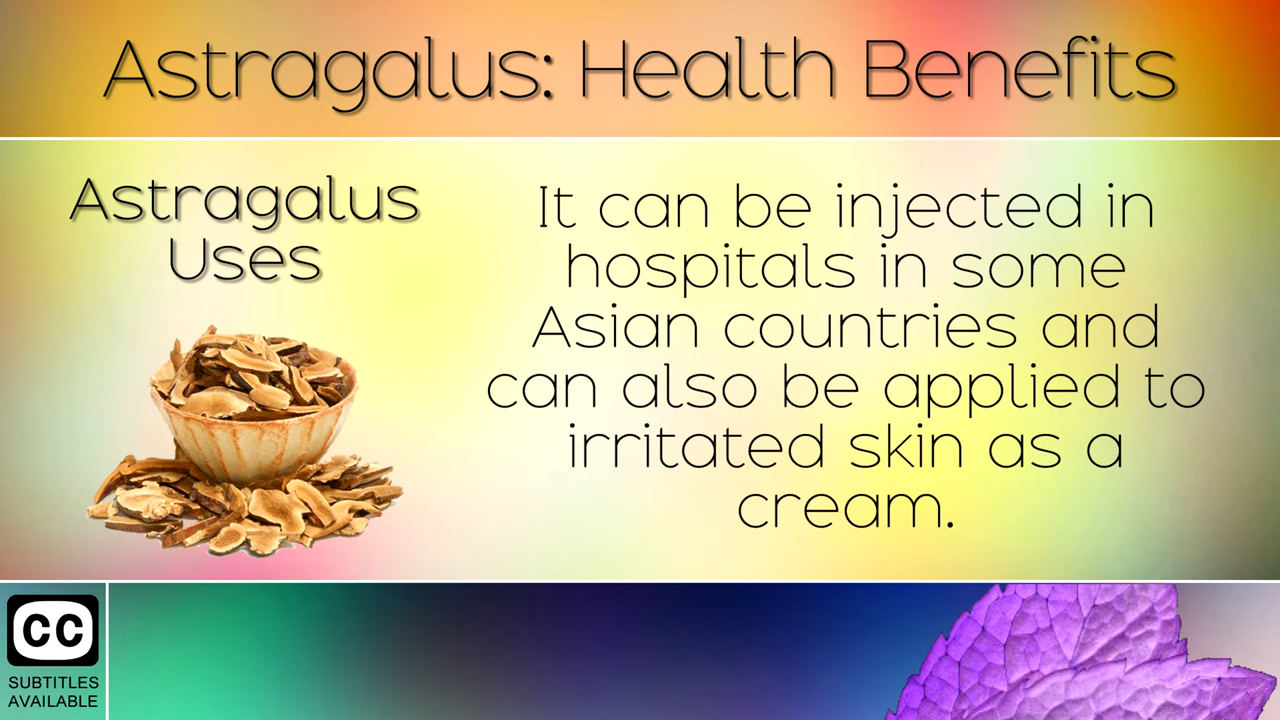 Astragalus: Health Benefits
Astragalus
Uses
It can be injected in
hospitals in some
Asian countries and
can also be applied to
irritated skin as a
cream.
CC
SUBTITLES
AVAILABLE